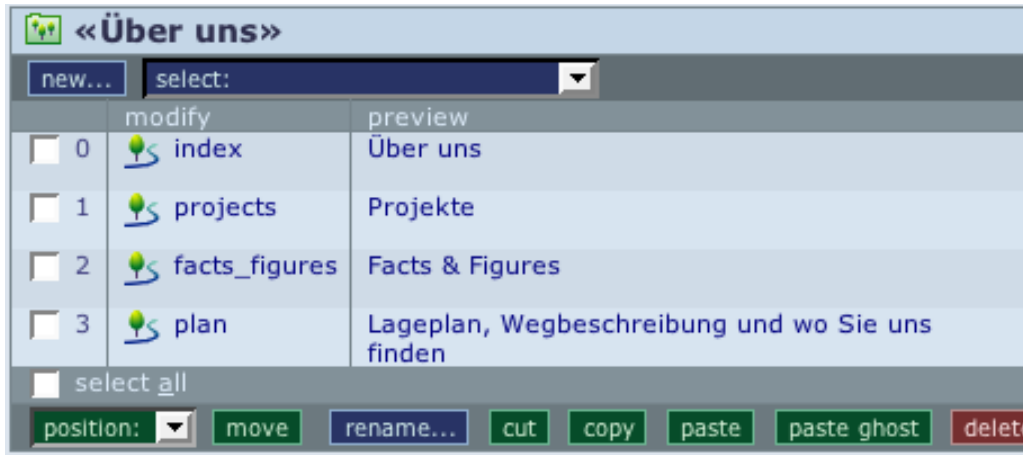 «Über uns»
new... select:
modify preview
0 index Über uns
1 projects Projekte
2 facts_figures Facts & Figures
3 plan Lageplan, Wegbeschreibung und wo Sie uns
finden
select all
position: move rename... cut copy paste paste ghost delete